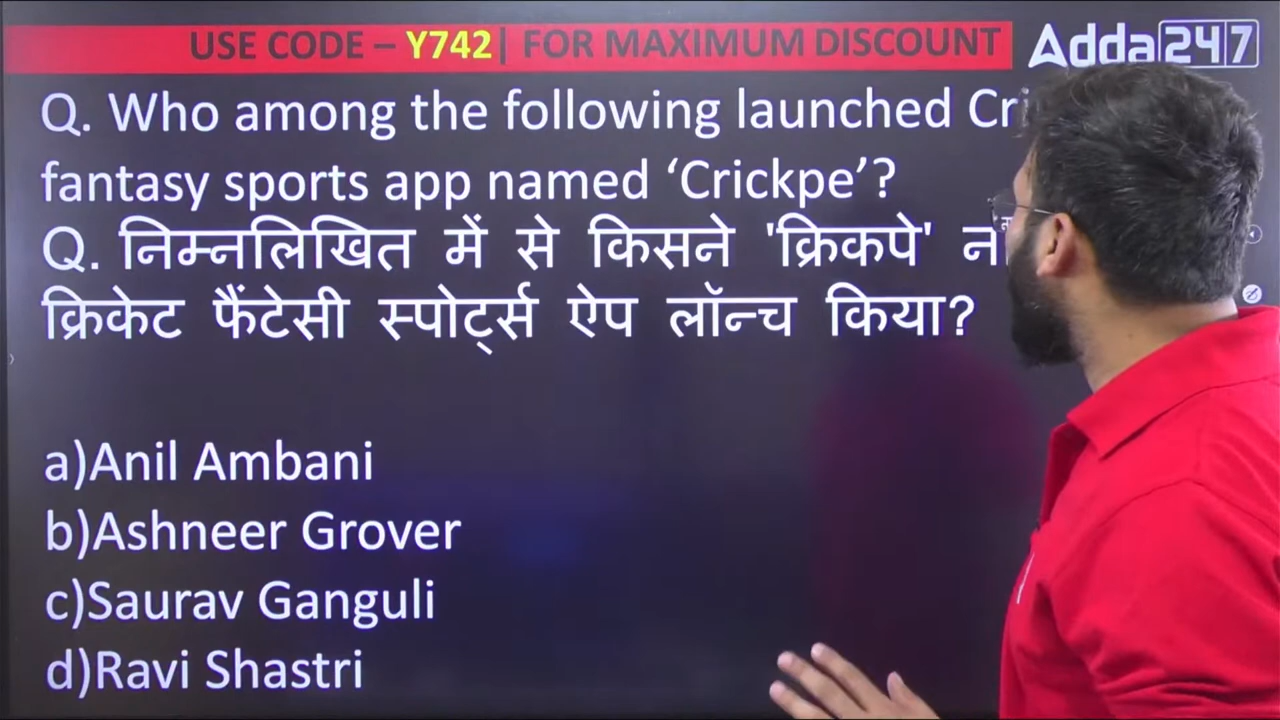 USE CODE – Y742| FOR MAXIMUM DISCOUNT
Adda247
Q. Who among the following launched
fantasy sports app named ‘Crickpe’?
Q. निम्नलिखित में से किसने 'क्रिकपे'
क्रिकेट फैंटेसी स्पोर्ट्स ऐप लॉन्च किया?
a)Anil Ambani
b)Ashneer Grover
c)Saurav Ganguli
d)Ravi Shastri